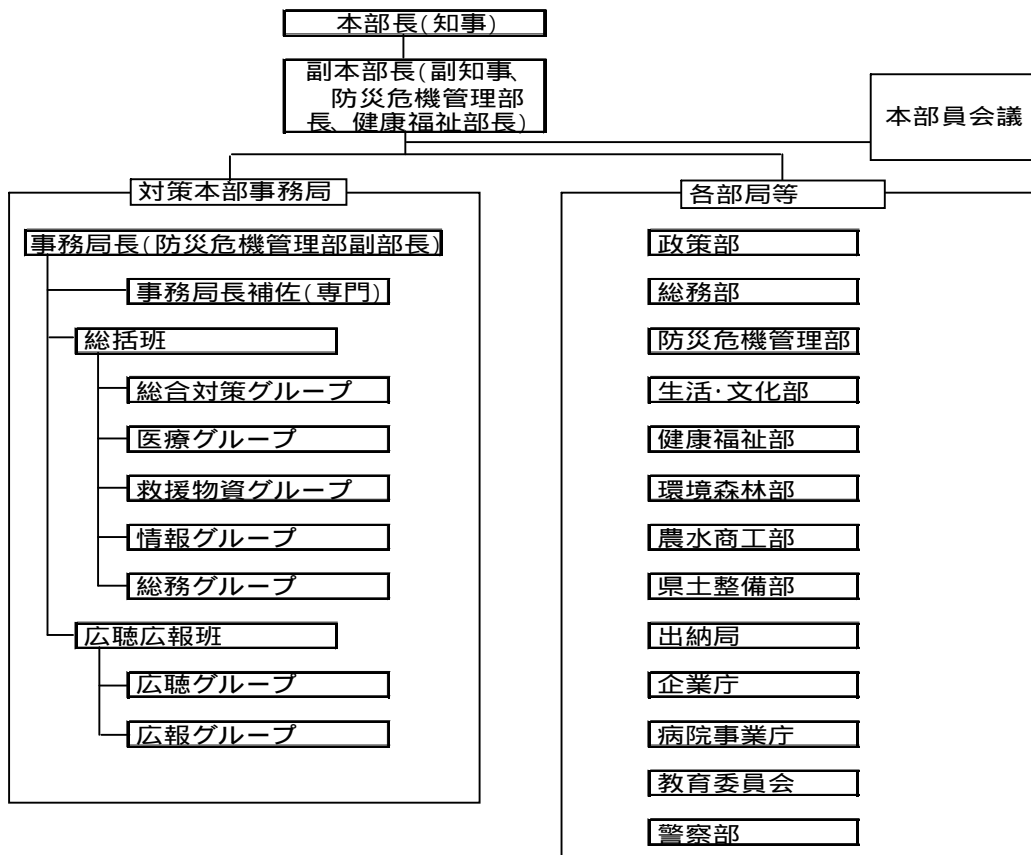 本部長(知事)
副本部長(副知事、
防災危機管理部
長、健康福祉部長)
本部員会議
対策本部事務局
事務局長(防災危機管理部副部長)
事務局長補佐(専門)
総括班
総合対策グループ
医療グループ
救援物資グループ
情報グループ
総務グループ
広聴広報班
広聴グループ
広報グループ
各部局等
政策部
総務部
防災危機管理部
生活・文化部
健康福祉部
環境森林部
農水商工部
県土整備部
出納局
企業庁
病院事業庁
教育委員会
警察部